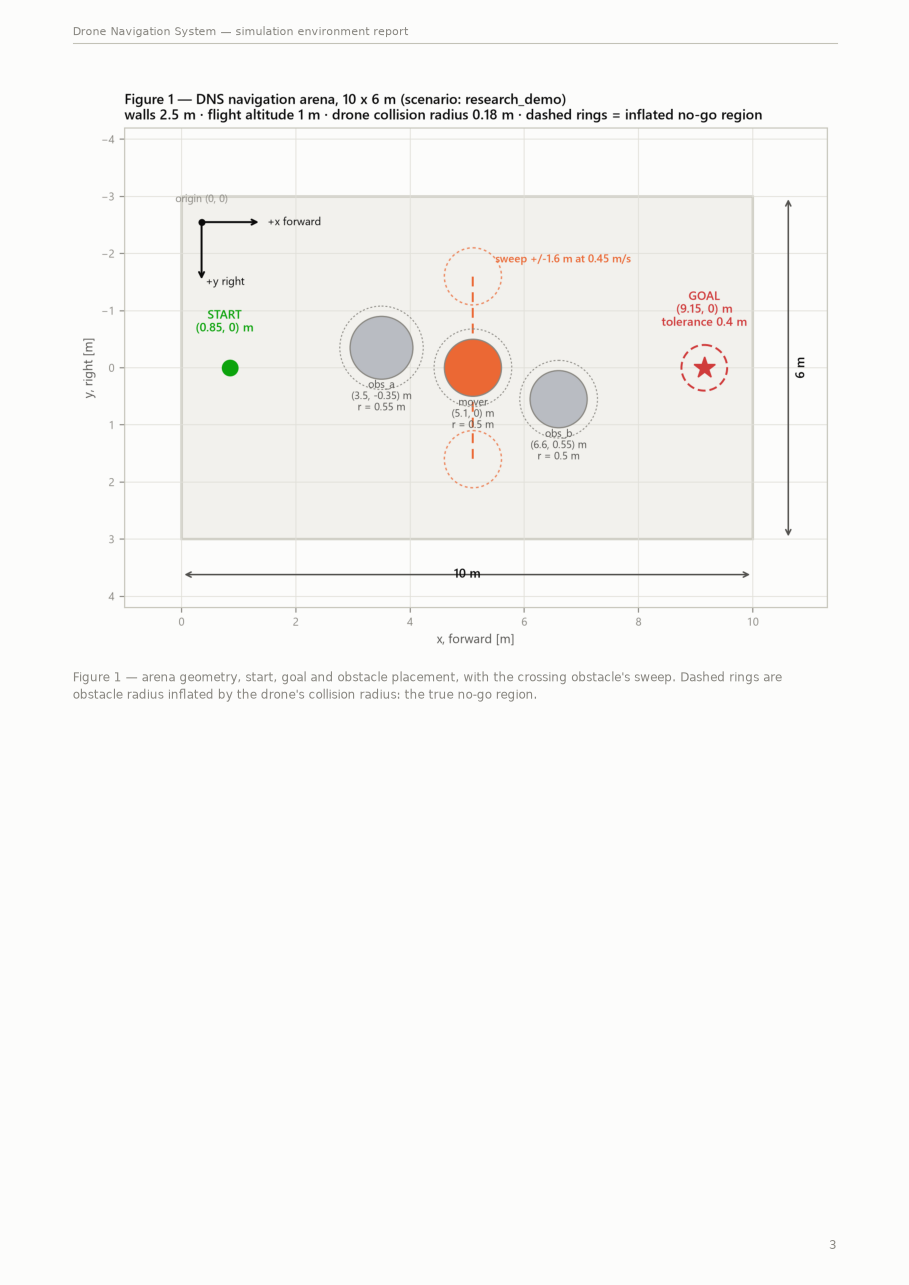 Drone Navigation System — simulation environment report
Figure 1 — DNS navigation arena, 10 x 6 m (scenario: research_demo)
walls 2.5 m · flight altitude 1 m · drone collision radius 0.18 m · dashed rings = inflated no-go region
−4
−3
−2
−1
0
1
2
3
4
y, right [m]
origin (0, 0)
+x forward
+y right
START
(0.85, 0) m
sweep +/-1.6 m at 0.45 m/s
GOAL
(9.15, 0) m
tolerance 0.4 m
obs_a
(3.5, -0.35) m
r = 0.55 m
mover
(5.1, 0) m
r = 0.5 m
obs_b
(6.6, 0.55) m
r = 0.5 m
6 m
10 m
0
2
4
6
8
10
x, forward [m]
Figure 1 — arena geometry, start, goal and obstacle placement, with the crossing obstacle's sweep. Dashed rings are
obstacle radius inflated by the drone's collision radius: the true no-go region.
3